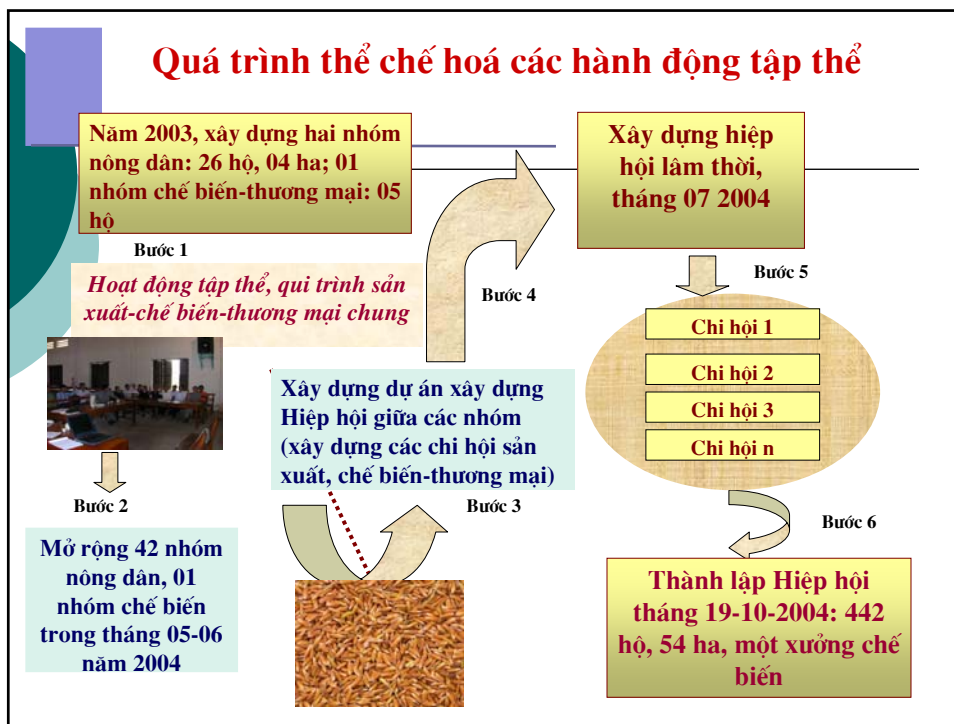 Quá trình thể chế hoá các hành động tập thể
Năm 2003, xây dựng hai nhóm
nông dân: 26 hộ, 04 ha; 01
nhóm chế biến-thương mại: 05
hộ
Bước 1
Hoạt động tập thể, qui trình sản
xuất-chế biến-thương mại chung
Bước 2
Mở rộng 42 nhóm
nông dân, 01
nhóm chế biến
trong tháng 05-06
năm 2004
Xây dựng dự án xây dựng
Hiệp hội giữa các nhóm
(xây dựng các chi hội sản
xuất, chế biến-thương mại)
Bước 3
Bước 4
Xây dựng hiệp
hội lâm thời,
tháng 07 2004
Bước 5
Chi hội 1
Chi hội 2
Chi hội 3
Chi hội n
Bước 6
Thành lập Hiệp hội
tháng 19-10-2004: 442
hộ, 54 ha, một xưởng chế
biến